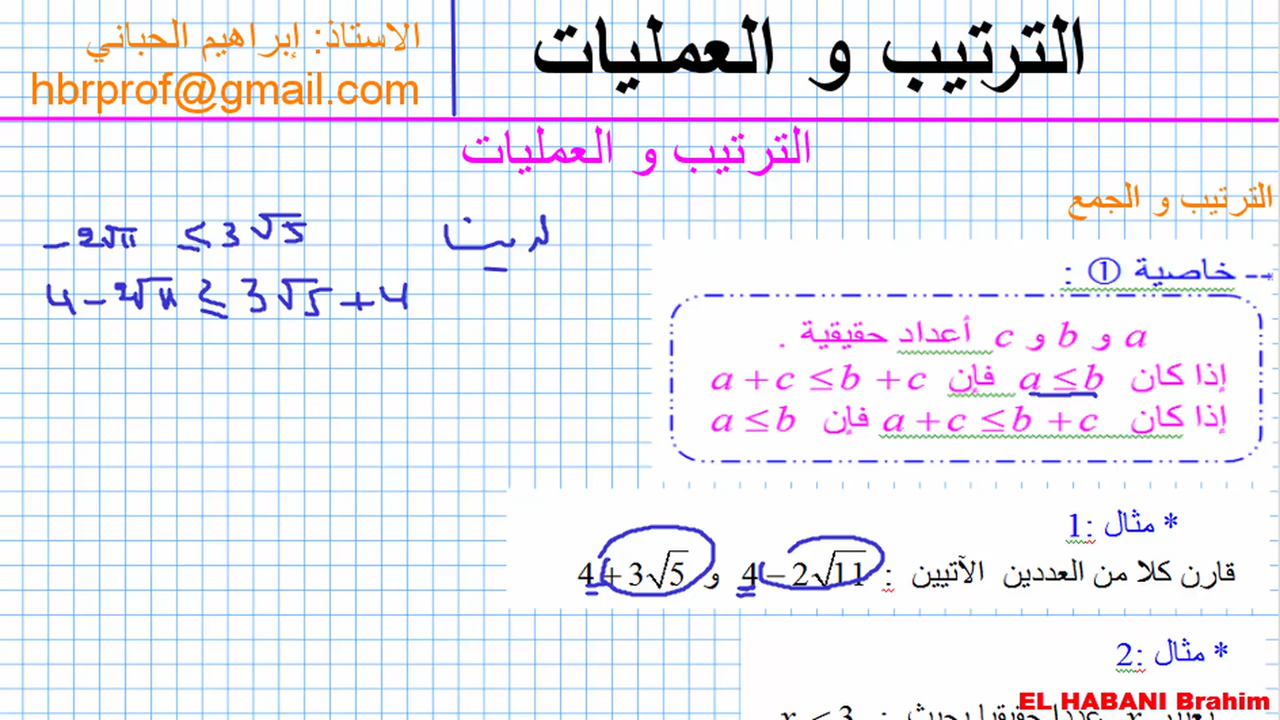 الترتيب و العمليات
الاستاذ: إبراهيم الحباني
hbrprof@gmail.com
الترتيب و العمليات
الترتيب و الجمع
لدينا
-2√11 ≤ 3√5
4 - 2√11 ≤ 3√5 + 4
-- خاصية ① :
a و b و c أعداد حقيقية .
إذا كان a ≤ b فإن a + c ≤ b + c
إذا كان a + c ≤ b + c فإن a ≤ b
* مثال 1:
قارن كلا من العددين الآتيين : 4 - 2√11 و 4 + 3√5
* مثال 2:
EL HABANI Brahim